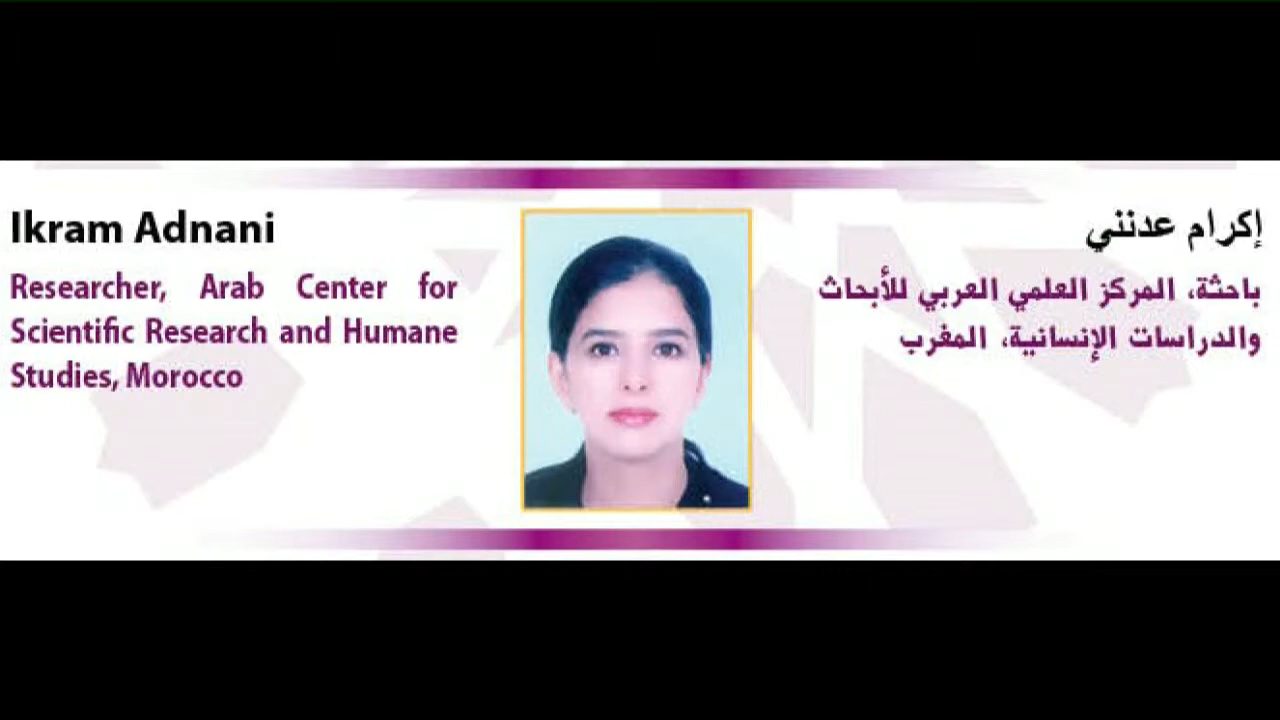 Ikram Adnani
Researcher, Arab Center for
Scientific Research and Humane
Studies, Morocco
إكرام عدنني
باحثة، المركز العلمي العربي للأبحاث
والدراسات الإنسانية، المغرب